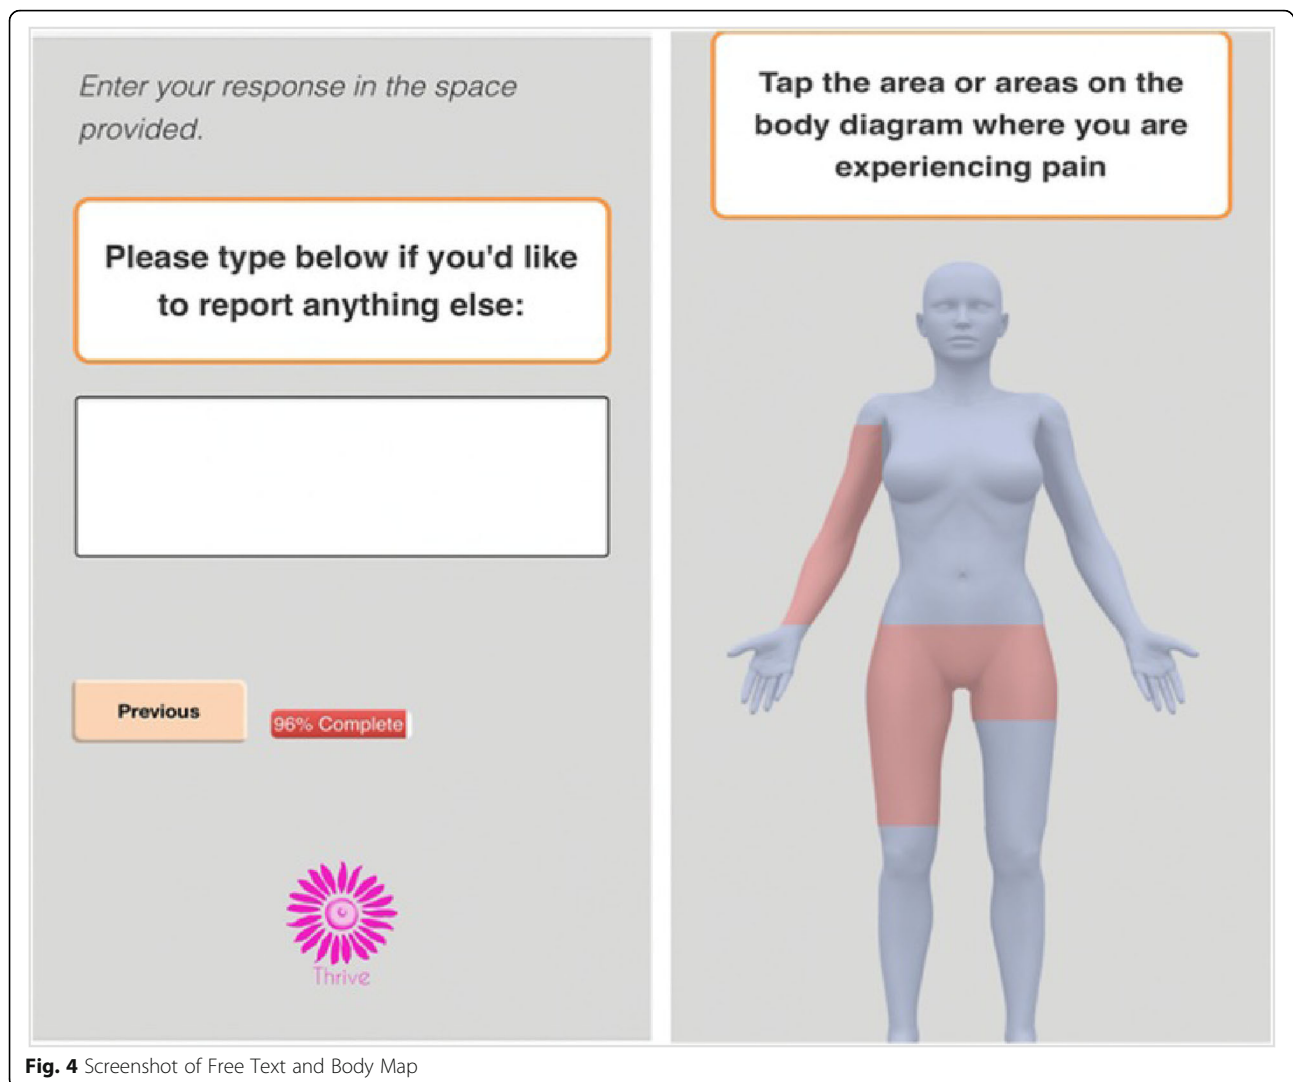 Enter your response in the space
provided.
Please type below if you'd like
to report anything else:
Previous
96% Complete
Thrive
Tap the area or areas on the
body diagram where you are
experiencing pain
Fig. 4 Screenshot of Free Text and Body Map